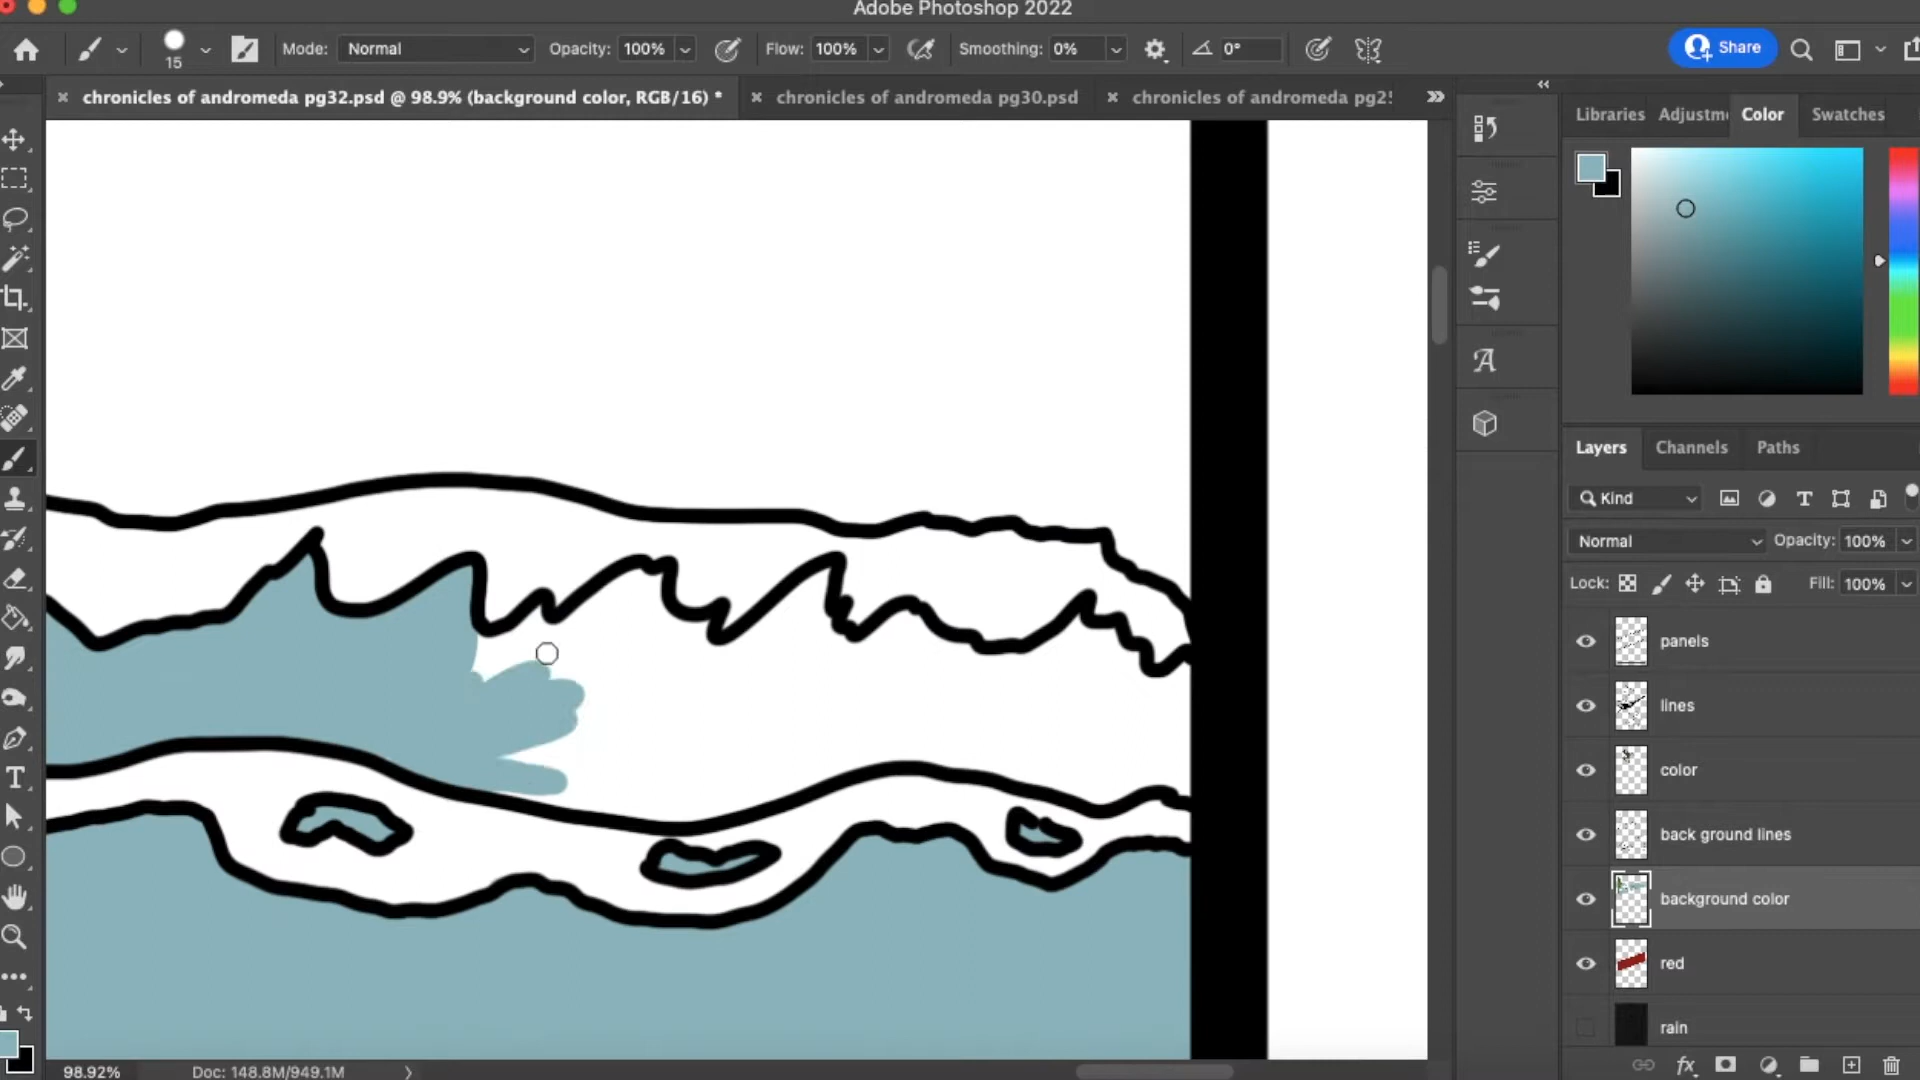 Adobe Photoshop 2022
15
Mode: Normal
Opacity: 100%
Flow: 100%
Smoothing: 0%
0°
Share
chronicles of andromeda pg32.psd @ 98.9% (background color, RGB/16) *
chronicles of andromeda pg30.psd
chronicles of andromeda pg2
Libraries
Adjustm
Color
Swatches
Layers
Channels
Paths
Kind
Normal
Opacity: 100%
Lock:
Fill: 100%
panels
lines
color
back ground lines
background color
red
rain
98.92%
Doc: 148.8M/949.1M